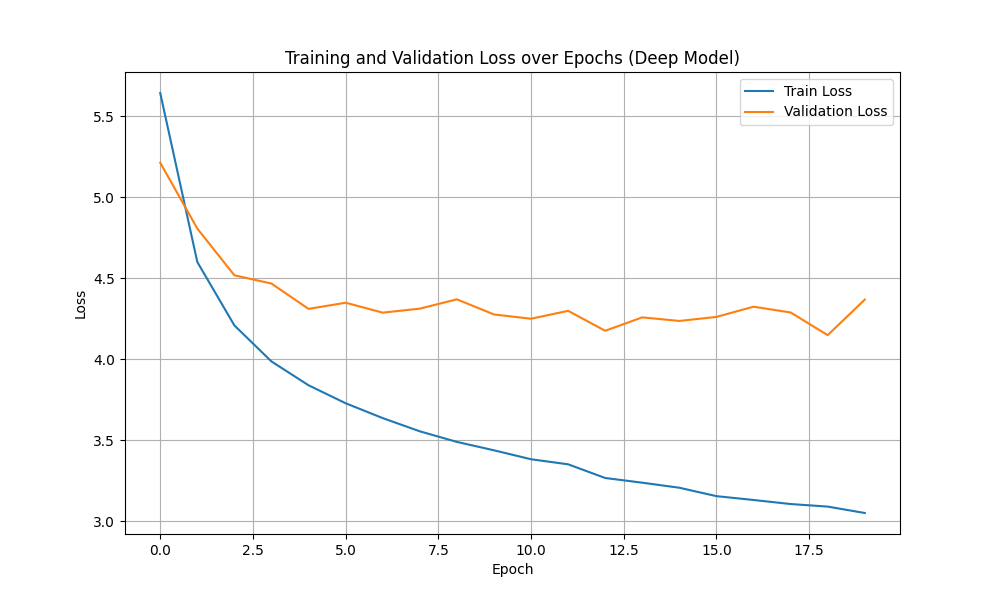 Training and Validation Loss over Epochs (Deep Model)
Train Loss
Validation Loss
5.5
5.0
4.5
4.0
3.5
3.0
Loss
0.0 2.5 5.0 7.5 10.0 12.5 15.0 17.5
Epoch